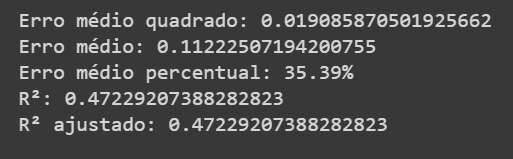 Erro médio quadrado: 0.019085870501925662
Erro médio: 0.11222507194200755
Erro médio percentual: 35.39%
R²: 0.47229207388282823
R² ajustado: 0.47229207388282823